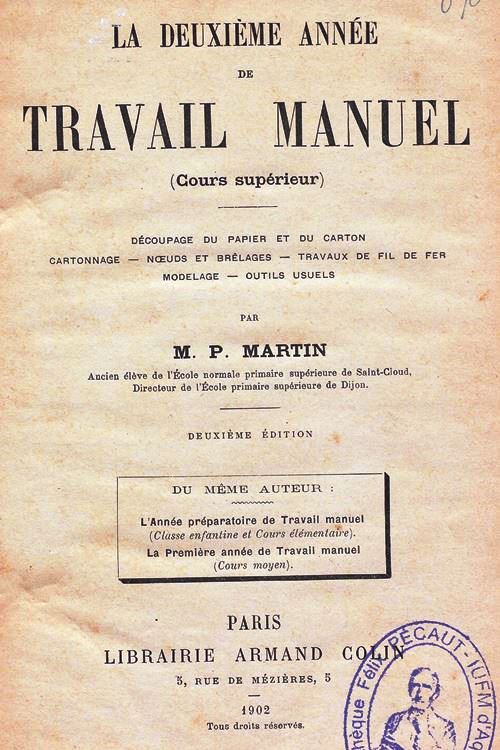 LA DEUXIÈME ANNÉE
DE
TRAVAIL MANUEL
(Cours supérieur)
DÉCOUPAGE DU PAPIER ET DU CARTON
CARTONNAGE — NŒUDS ET BRÊLAGES — TRAVAUX DE FIL DE FER
MODELAGE — OUTILS USUELS
PAR
M. P. MARTIN
Ancien élève de l'École normale primaire supérieure de Saint-Cloud,
Directeur de l'École primaire supérieure de Dijon.
DEUXIÈME ÉDITION
DU MÊME AUTEUR :
L'Année préparatoire de Travail manuel
(Classe enfantine et Cours élémentaire).
La Première année de Travail manuel
(Cours moyen).
PARIS
LIBRAIRIE ARMAND COLIN
5, RUE DE MÉZIÈRES, 5
1902
Tous droits réservés.
thèque Félix PÉCAUT - IUFM d'A